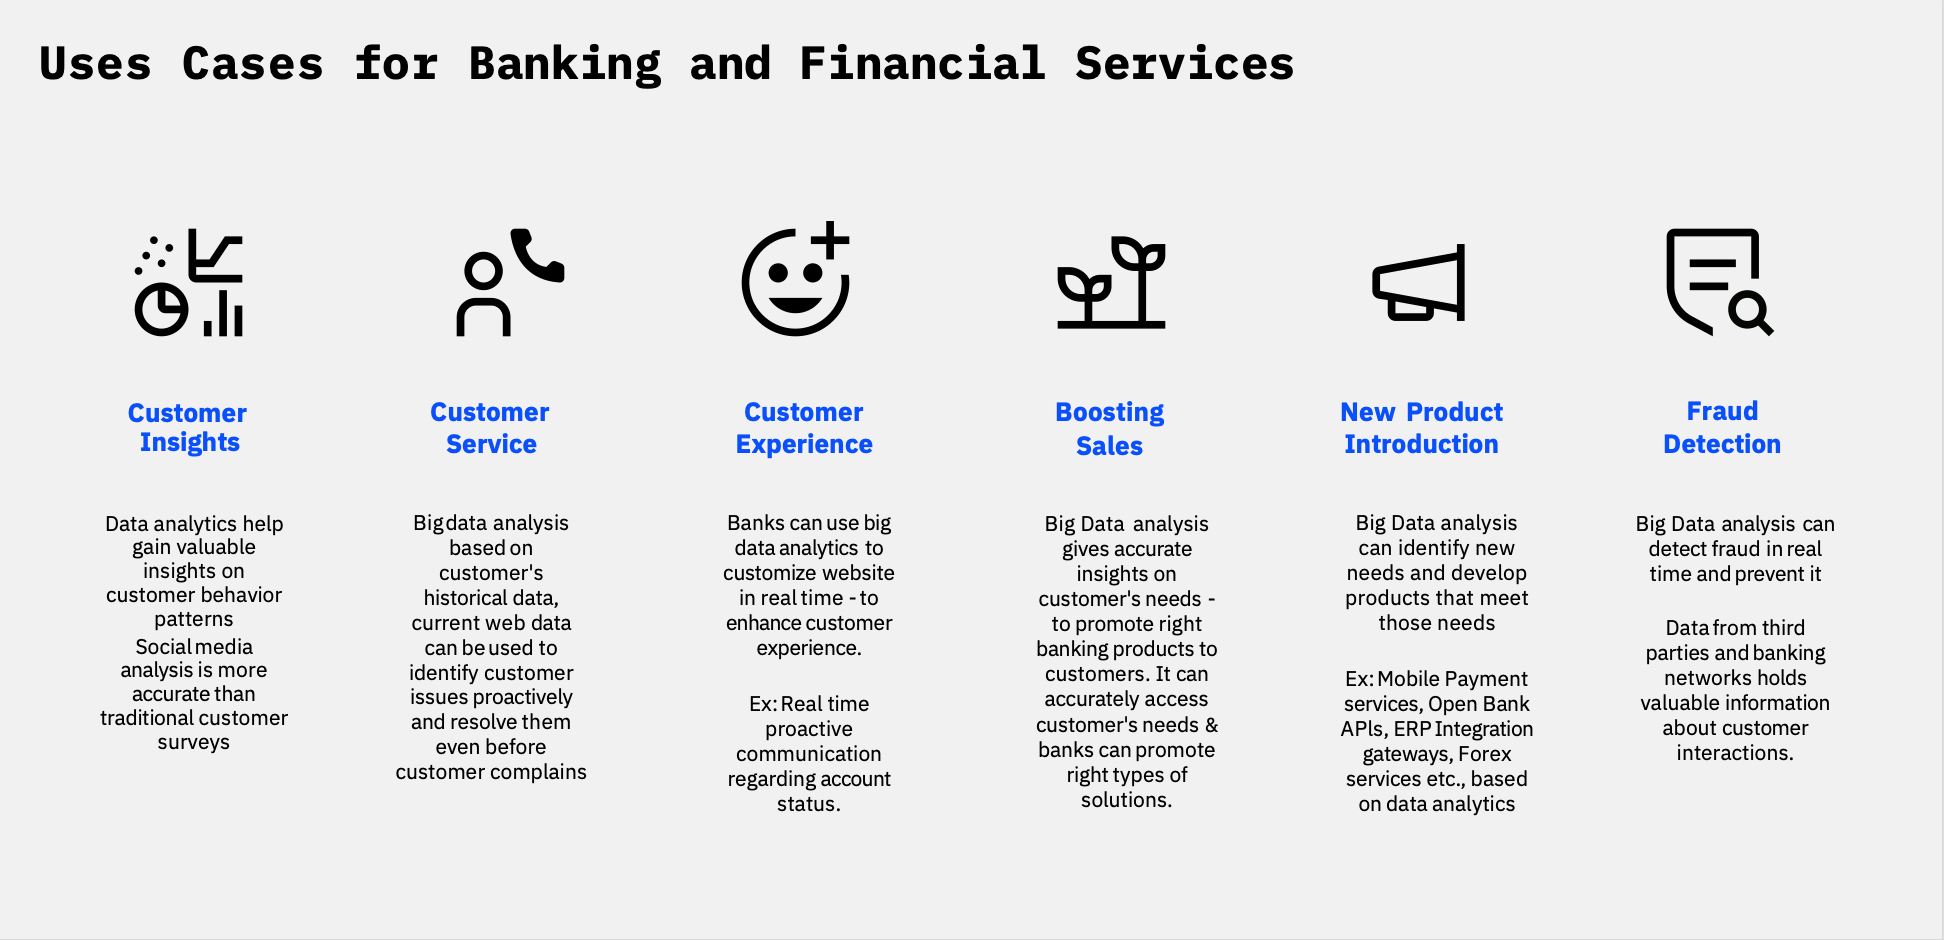 Uses Cases for Banking and Financial Services
Customer
Insights
Data analytics help
gain valuable
insights on
customer behavior
patterns
Social media
analysis is more
accurate than
traditional customer
surveys
Customer
Service
Big data analysis
based on
customer's
historical data,
current web data
can be used to
identify customer
issues proactively
and resolve them
even before
customer complains
Customer
Experience
Banks can use big
data analytics to
customize website
in real time - to
enhance customer
experience.
Ex: Real time
proactive
communication
regarding account
status.
Boosting
Sales
Big Data analysis
gives accurate
insights on
customer's needs -
to promote right
banking products to
customers. It can
accurately access
customer's needs &
banks can promote
right types of
solutions.
New Product
Introduction
Big Data analysis
can identify new
needs and develop
products that meet
those needs
Ex: Mobile Payment
services, Open Bank
APls, ERP Integration
gateways, Forex
services etc., based
on data analytics
Fraud
Detection
Big Data analysis can
detect fraud in real
time and prevent it
Data from third
parties and banking
networks holds
valuable information
about customer
interactions.